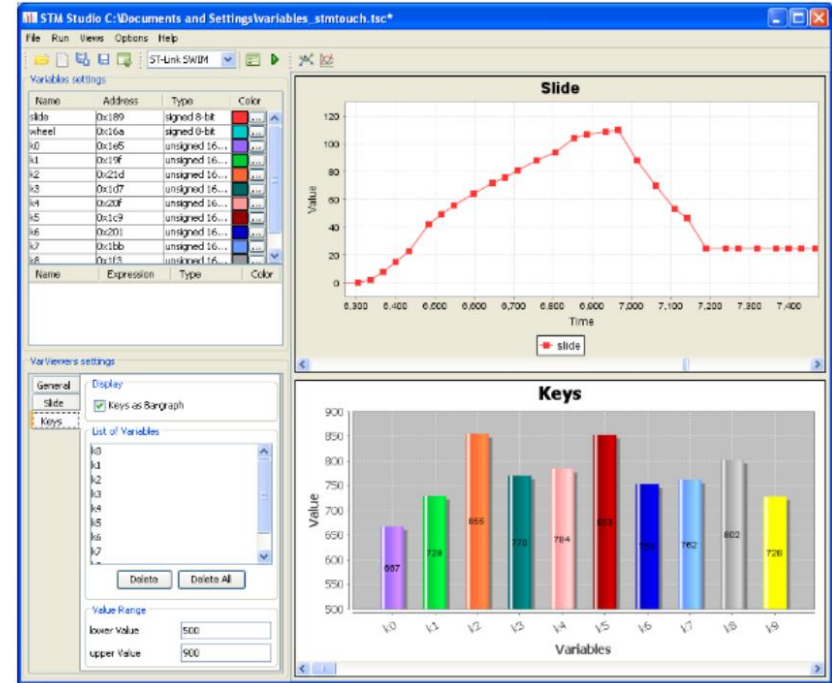 STM Studio C:\Documents and Settings\variables_stmtouch.tsc*
File Run Views Options Help
ST-Link SWIM
Variables settings
Name Address Type Color
slide 0x189 signed 8-bit ...
wheel 0x16a signed 8-bit ...
k0 0x1e5 unsigned 16... ...
k1 0x19f unsigned 16... ...
k2 0x21d unsigned 16... ...
k3 0x1d7 unsigned 16... ...
k4 0x20f unsigned 16... ...
k5 0x1c9 unsigned 16... ...
k6 0x201 unsigned 16... ...
k7 0x1bb unsigned 16... ...
k8 0x1f3 unsigned 16... ...
Name Expression Type Color
VarViewers settings
General
Slide
Keys
Display
Keys as Bargraph
List of Variables
k0
k1
k2
k3
k4
k5
k6
k7
Delete Delete All
Value Range
lower Value 500
upper Value 900
Slide
Value
120
100
80
60
40
20
0
6,300 6,400 6,500 6,600 6,700 6,800 6,900 7,000 7,100 7,200 7,300 7,400
Time
slide
Keys
Value
900
850
800
750
700
650
600
550
500
667 729 855 770 784 762 802 728
k0 k1 k2 k3 k4 k5 k6 k7 k8 k9
Variables